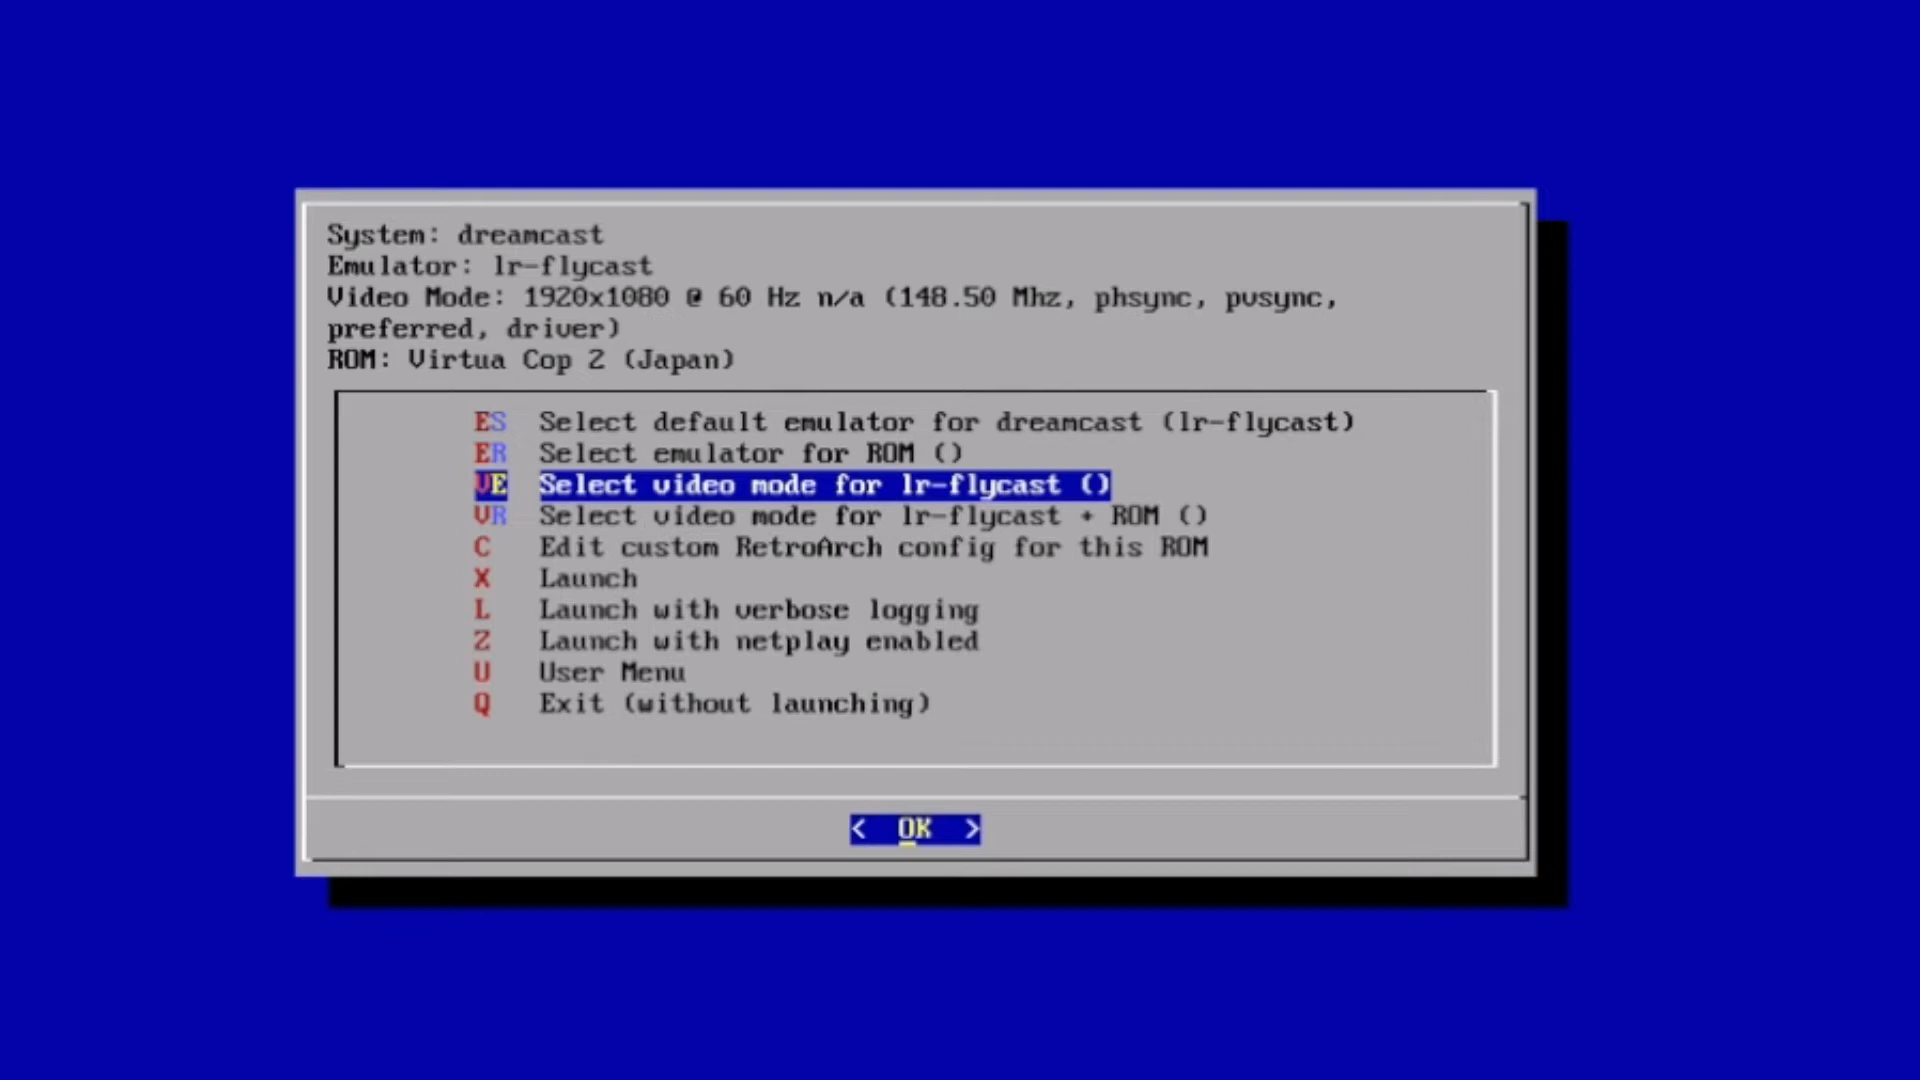 System: dreamcast
Emulator: lr-flycast
Video Mode: 1920x1080 @ 60 Hz n/a (148.50 Mhz, phsync, pvsync,
preferred, driver)
ROM: Virtua Cop 2 (Japan)
ES Select default emulator for dreamcast (lr-flycast)
ER Select emulator for ROM ()
VE Select video mode for lr-flycast ()
VR Select video mode for lr-flycast + ROM ()
C Edit custom RetroArch config for this ROM
X Launch
L Launch with verbose logging
Z Launch with netplay enabled
U User Menu
Q Exit (without launching)
< OK >